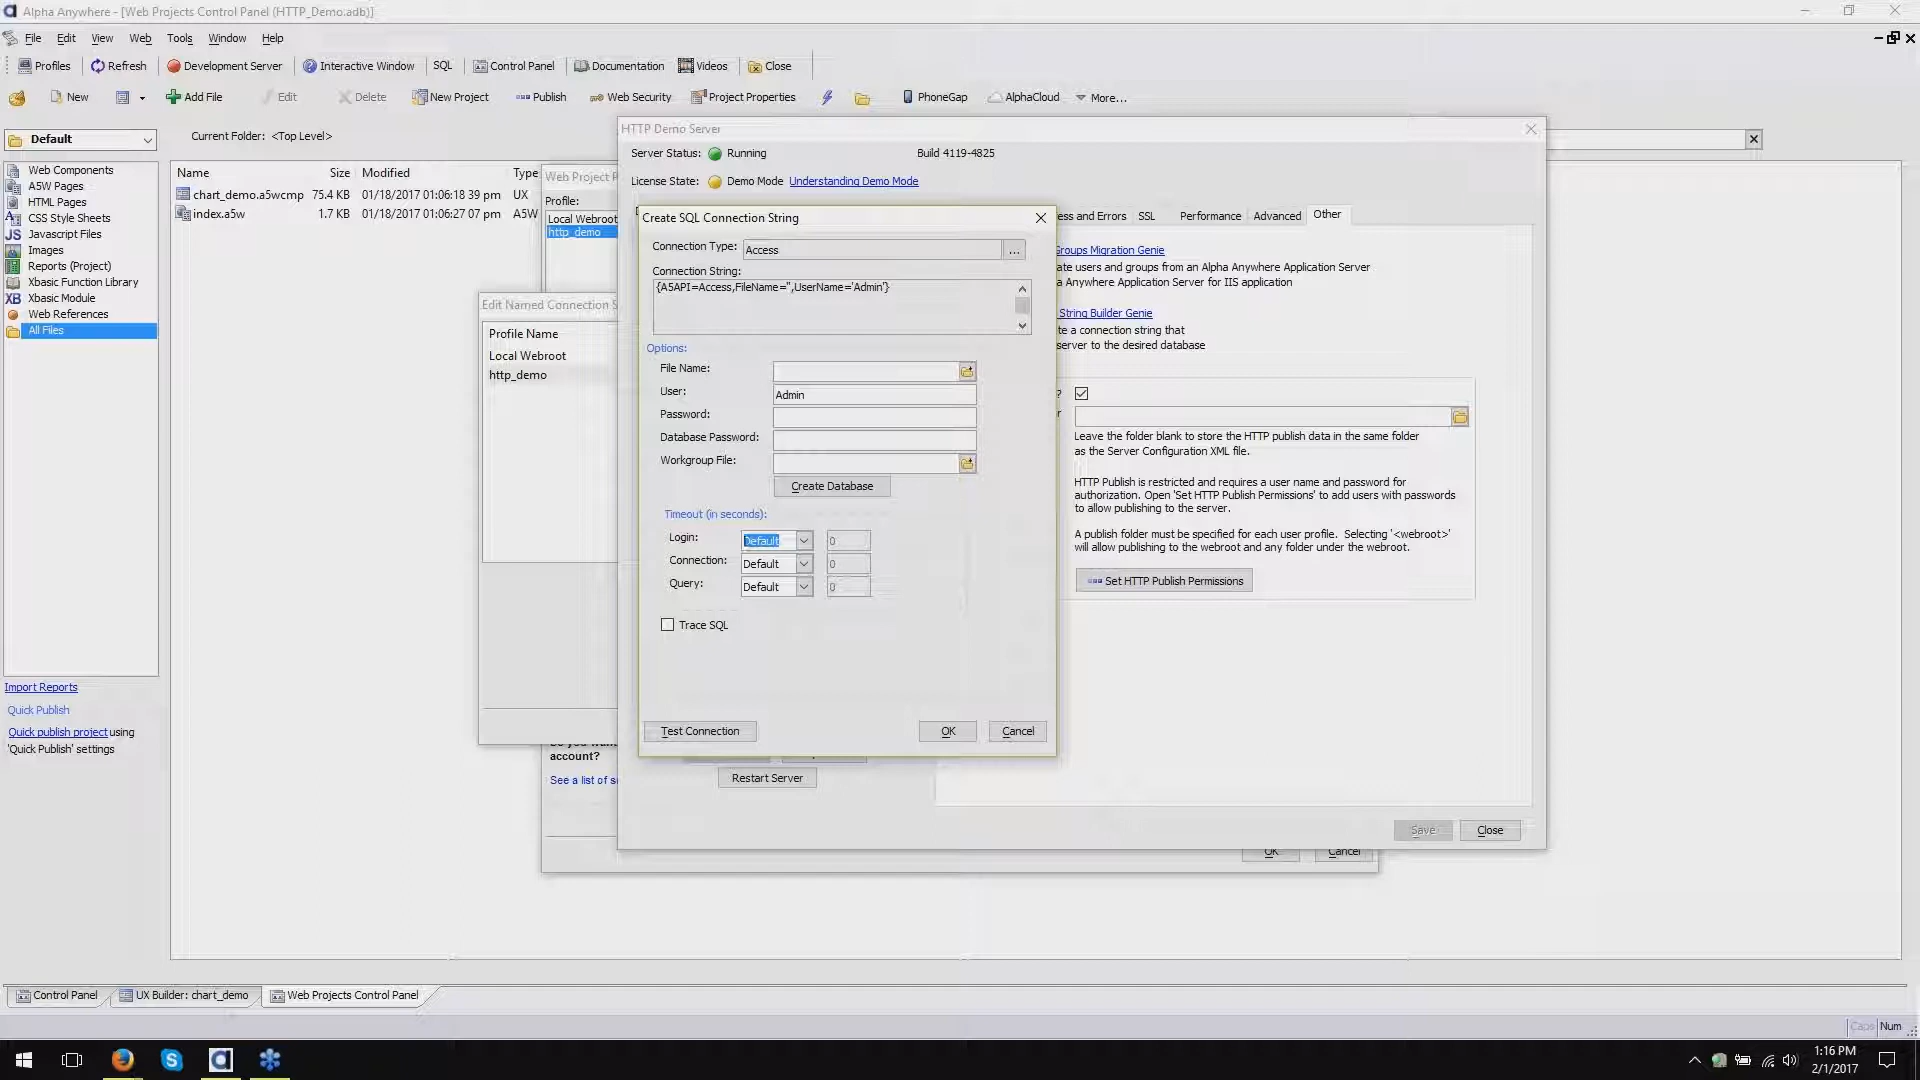 Alpha Anywhere - [Web Projects Control Panel (HTTP_Demo.adb)]
File Edit View Web Tools Window Help
Profiles Refresh Development Server Interactive Window SQL Control Panel Documentation Videos Close
New Add File Edit Delete New Project Publish Web Security Project Properties PhoneGap AlphaCloud More...
Default
Current Folder: <Top Level>
Web Components
A5W Pages
HTML Pages
CSS Style Sheets
Javascript Files
Images
Reports (Project)
Xbasic Function Library
Xbasic Module
Web References
All Files
Import Reports
Quick Publish
Quick publish project using
'Quick Publish' settings
Name Size Modified Type
chart_demo.a5wcmp 75.4 KB 01/18/2017 01:06:18 39 pm UX
index.a5w 1.7 KB 01/18/2017 01:06:27 07 pm A5W
Web Project P
Profile:
Local Webroot
http_demo
Edit Named Connection S
Profile Name
Local Webroot
http_demo
account?
See a list of s
HTTP Demo Server
Server Status: Running Build 4119-4825
License State: Demo Mode Understanding Demo Mode
ess and Errors SSL Performance Advanced Other
Groups Migration Genie
ate users and groups from an Alpha Anywhere Application Server
a Anywhere Application Server for IIS application
String Builder Genie
te a connection string that
server to the desired database
?
Leave the folder blank to store the HTTP publish data in the same folder
as the Server Configuration XML file.
HTTP Publish is restricted and requires a user name and password for
authorization. Open 'Set HTTP Publish Permissions' to add users with passwords
to allow publishing to the server.
A publish folder must be specified for each user profile. Selecting '<webroot>'
will allow publishing to the webroot and any folder under the webroot.
Set HTTP Publish Permissions
Restart Server
Save Close
OK Cancel
Create SQL Connection String
Connection Type: Access ...
Connection String:
{A5API=Access,FileName='',UserName='Admin'}
Options:
File Name:
User: Admin
Password:
Database Password:
Workgroup File:
Create Database
Timeout (in seconds):
Login: Default 0
Connection: Default 0
Query: Default 0
Trace SQL
Test Connection OK Cancel
Control Panel UX Builder: chart_demo Web Projects Control Panel
Caps Num
1:16 PM
2/1/2017